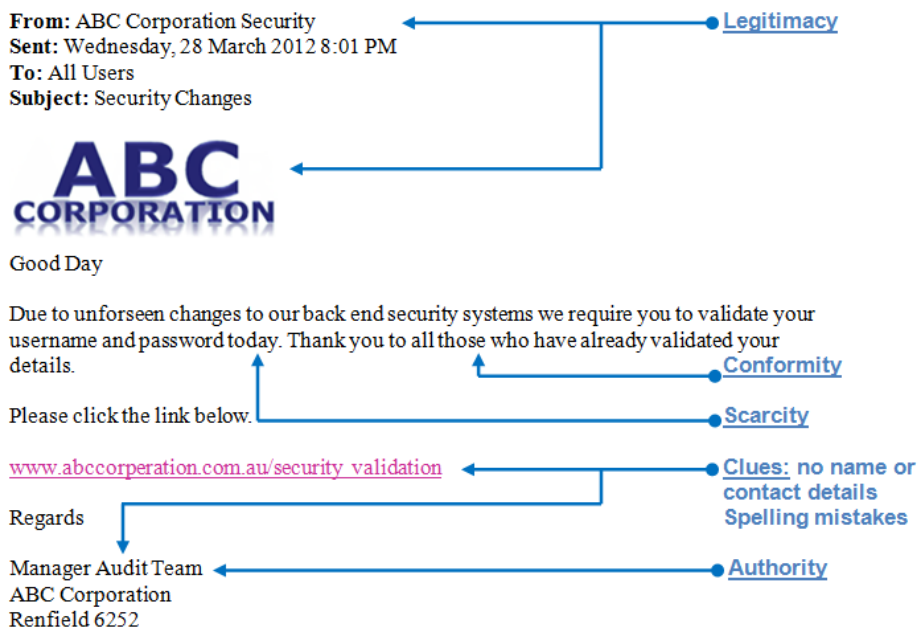 From: ABC Corporation Security
Legitimacy
Sent: Wednesday, 28 March 2012 8:01 PM
To: All Users
Subject: Security Changes
ABC
CORPORATION
Good Day
Due to unforseen changes to our back end security systems we require you to validate your
username and password today. Thank you to all those who have already validated your
details.
Conformity
Please click the link below.
Scarcity
www.abccorperation.com.au/security validation
Clues: no name or
contact details
Spelling mistakes
Regards
Manager Audit Team
Authority
ABC Corporation
Renfield 6252